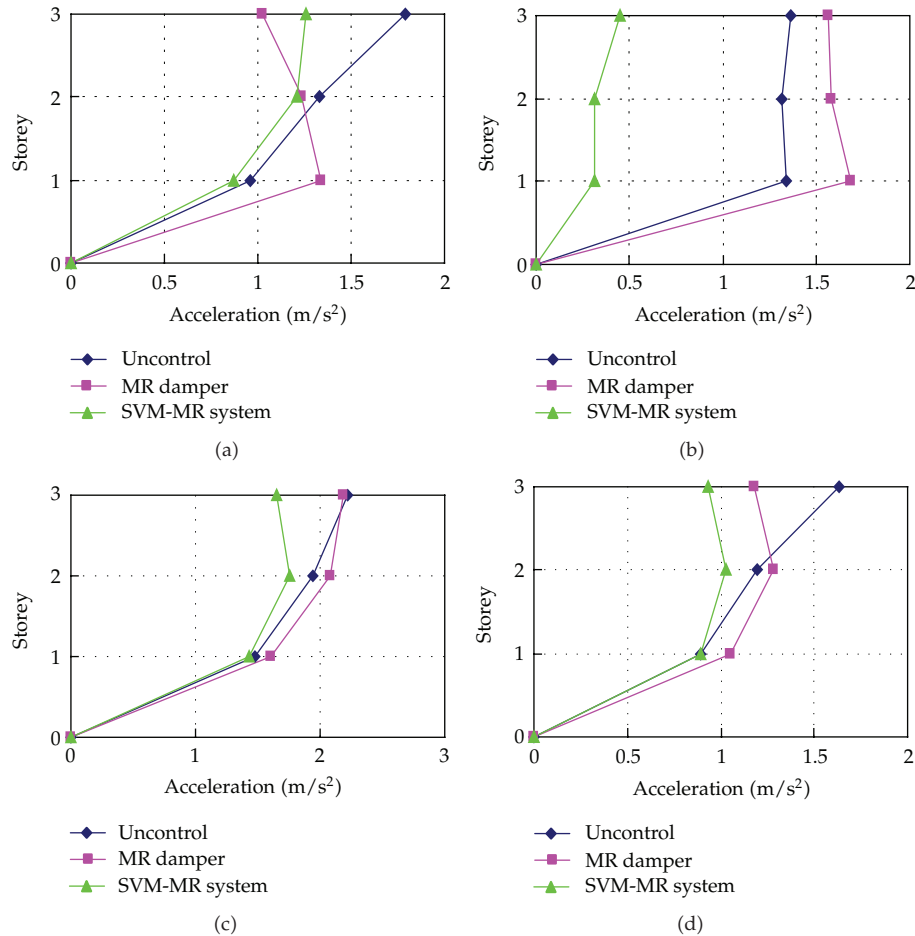 3
2
1
0
Storey
0
0.5
1
1.5
2
Acceleration (m/s²)
Uncontrol
MR damper
SVM-MR system
(a)
3
2
1
0
Storey
0
0.5
1
1.5
2
Acceleration (m/s²)
Uncontrol
MR damper
SVM-MR system
(b)
3
2
1
0
Storey
0
1
2
3
Acceleration (m/s²)
Uncontrol
MR damper
SVM-MR system
(c)
3
2
1
0
Storey
0
0.5
1
1.5
2
Acceleration (m/s²)
Uncontrol
MR damper
SVM-MR system
(d)